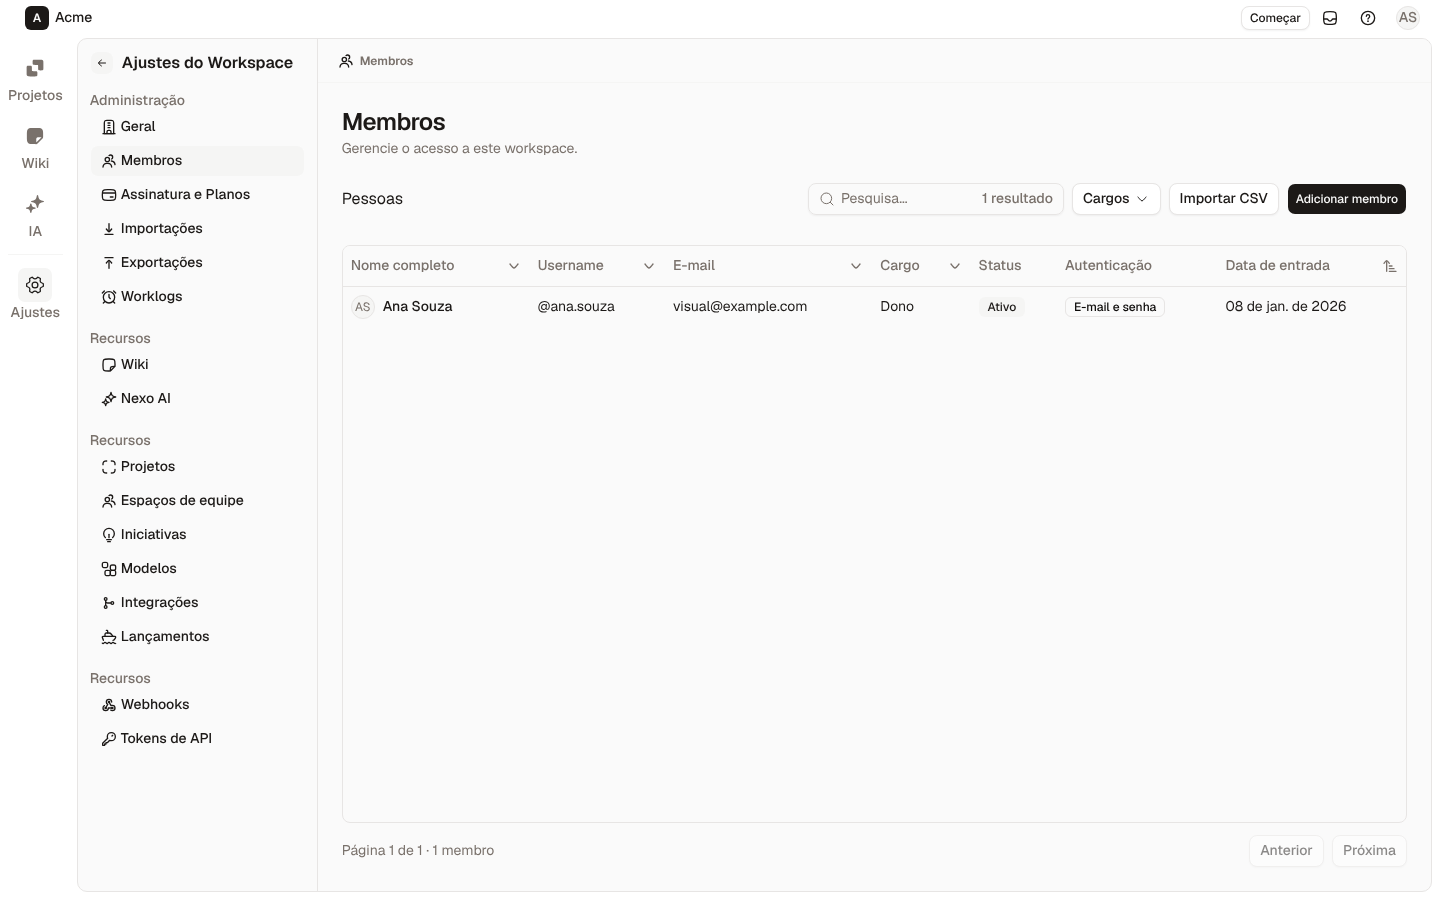 A Acme
Começar
AS
Projetos
Wiki
IA
Ajustes
Ajustes do Workspace
Administração
Geral
Membros
Assinatura e Planos
Importações
Exportações
Worklogs
Recursos
Wiki
Nexo AI
Recursos
Projetos
Espaços de equipe
Iniciativas
Modelos
Integrações
Lançamentos
Recursos
Webhooks
Tokens de API
Membros
Membros
Gerencie o acesso a este workspace.
Pessoas
Pesquisa... 1 resultado
Cargos
Importar CSV
Adicionar membro
Nome completo Username E-mail Cargo Status Autenticação Data de entrada
AS Ana Souza @ana.souza visual@example.com Dono Ativo E-mail e senha 08 de jan. de 2026
Página 1 de 1 · 1 membro
Anterior
Próxima